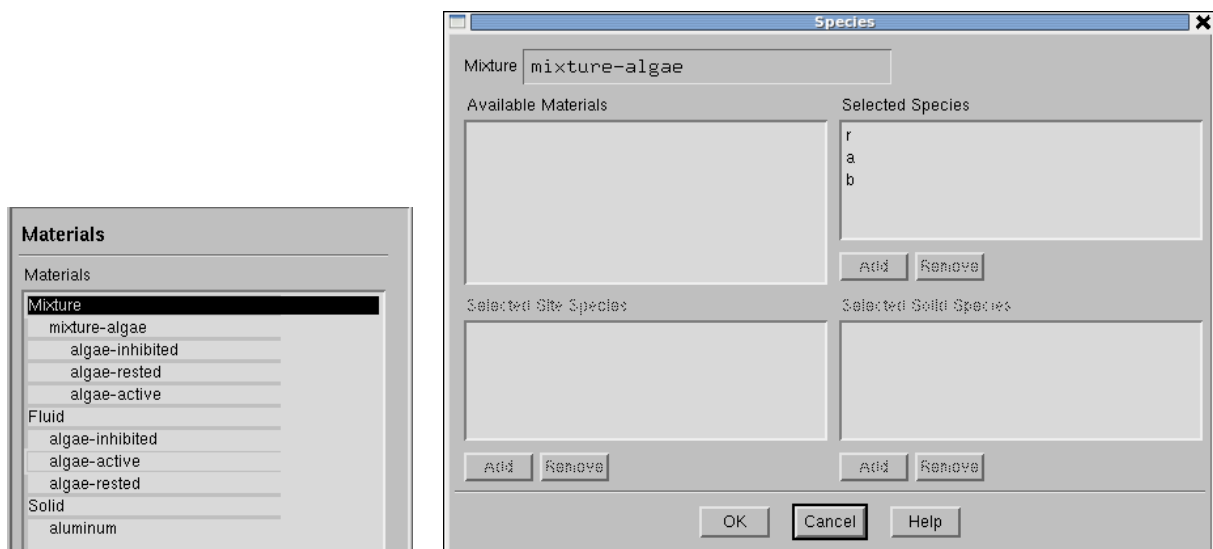 Materials
Materials
Mixture
mixture-algae
algae-inhibited
algae-rested
algae-active
Fluid
algae-inhibited
algae-active
algae-rested
Solid
aluminum
Species
Mixture mixture-algae
Available Materials
Selected Species
r
a
b
Add Remove
Selected Site Species
Selected Solid Species
Add Remove
Add Remove
OK Cancel Help